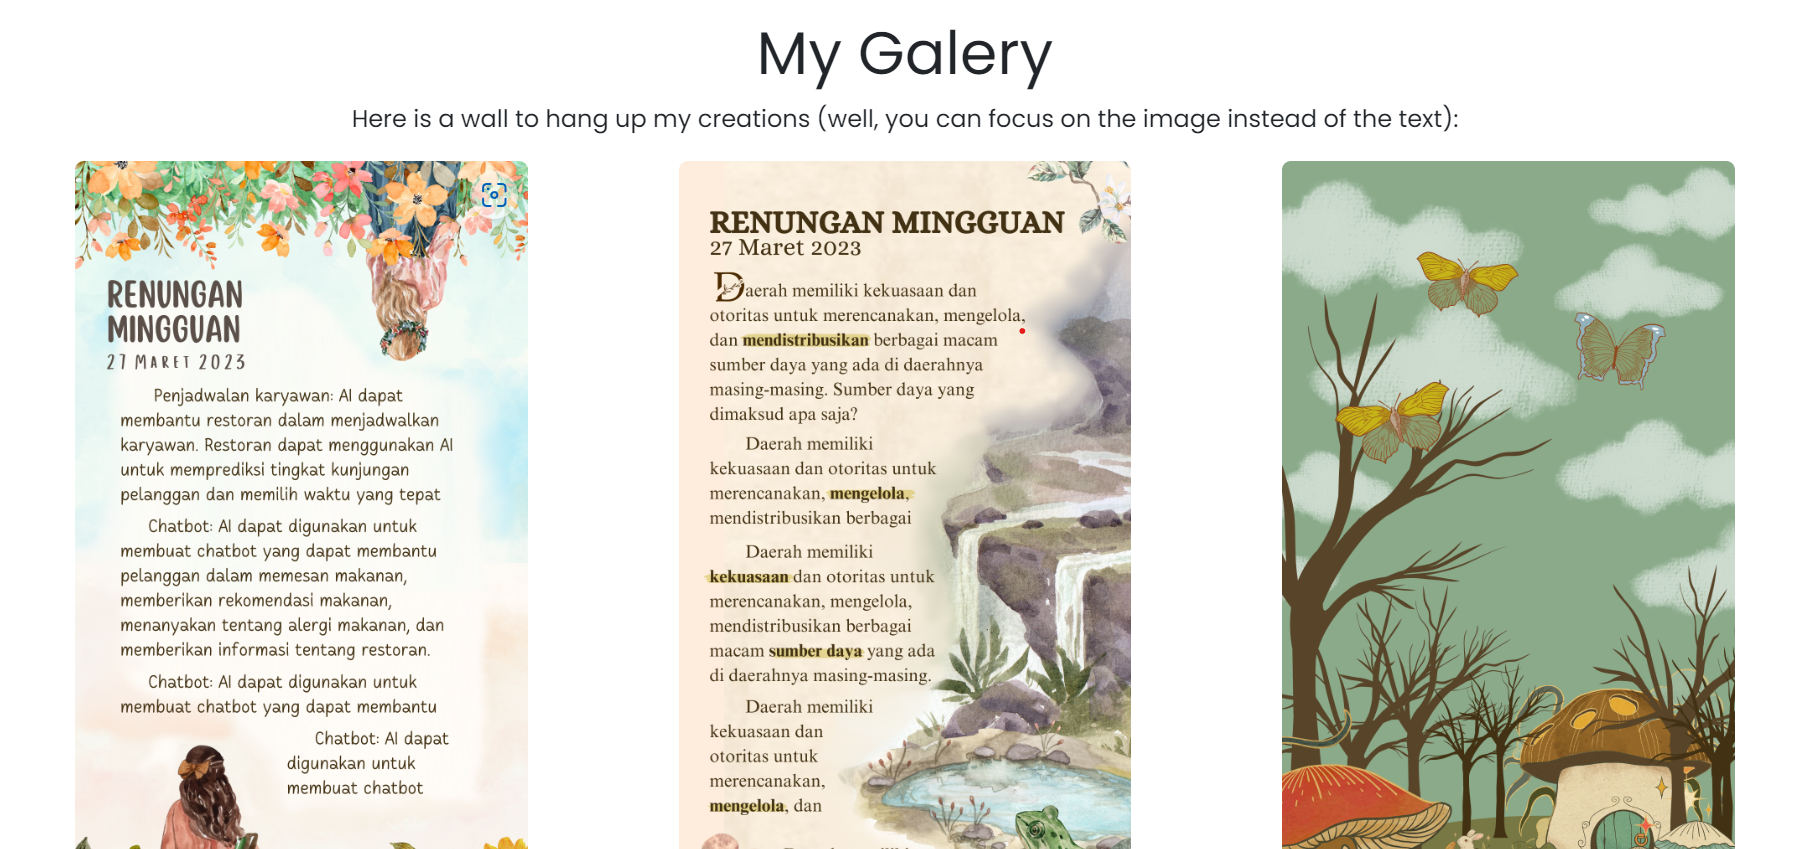 My Galery
Here is a wall to hang up my creations (well, you can focus on the image instead of the text):
RENUNGAN
MINGGUAN
27 MARET 2023
Penjadwalan karyawan: AI dapat
membantu restoran dalam menjadwalkan
karyawan. Restoran dapat menggunakan AI
untuk memprediksi tingkat kunjungan
pelanggan dan memilih waktu yang tepat
Chatbot: AI dapat digunakan untuk
membuat chatbot yang dapat membantu
pelanggan dalam memesan makanan,
memberikan rekomendasi makanan,
menanyakan tentang alergi makanan, dan
memberikan informasi tentang restoran.
Chatbot: AI dapat digunakan untuk
membuat chatbot yang dapat membantu
Chatbot: AI dapat
digunakan untuk
membuat chatbot
RENUNGAN MINGGUAN
27 Maret 2023
Daerah memiliki kekuasaan dan
otoritas untuk merencanakan, mengelola,
dan mendistribusikan berbagai macam
sumber daya yang ada di daerahnya
masing-masing. Sumber daya yang
dimaksud apa saja?
Daerah memiliki
kekuasaan dan otoritas untuk
merencanakan, mengelola,
mendistribusikan berbagai
Daerah memiliki
kekuasaan dan otoritas untuk
merencanakan, mengelola,
mendistribusikan berbagai
macam sumber daya yang ada
di daerahnya masing-masing.
Daerah memiliki
kekuasaan dan
otoritas untuk
merencanakan,
mengelola, dan